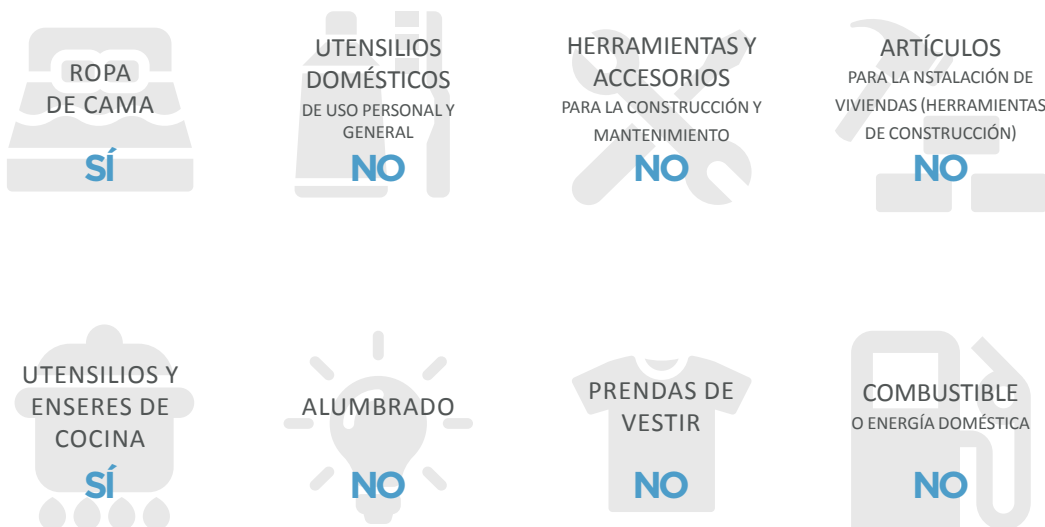 ROPA
DE CAMA
SÍ
UTENSILIOS
DOMÉSTICOS
DE USO PERSONAL Y
GENERAL
NO
HERRAMIENTAS Y
ACCESORIOS
PARA LA CONSTRUCCIÓN Y
MANTENIMIENTO
NO
ARTÍCULOS
PARA LA NSTALACIÓN DE
VIVIENDAS (HERRAMIENTAS
DE CONSTRUCCIÓN)
NO
UTENSILIOS Y
ENSERES DE
COCINA
SÍ
ALUMBRADO
NO
PRENDAS DE
VESTIR
NO
COMBUSTIBLE
O ENERGÍA DOMÉSTICA
NO